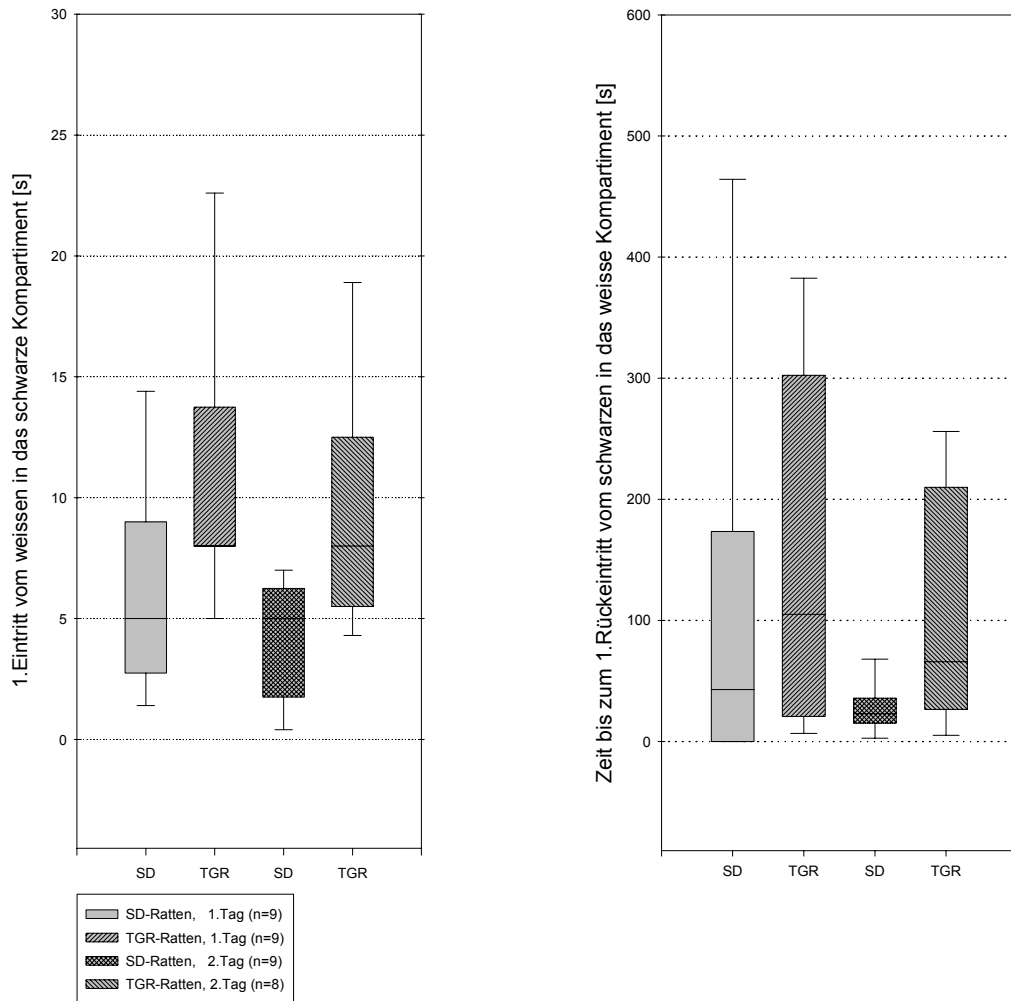 1.Eintritt vom weissen in das schwarze Kompartiment [s]
30
25
20
15
10
5
0
SD
TGR
SD
TGR
SD-Ratten, 1.Tag (n=9)
TGR-Ratten, 1.Tag (n=9)
SD-Ratten, 2.Tag (n=9)
TGR-Ratten, 2.Tag (n=8)
Zeit bis zum 1.Rückeintritt vom schwarzen in das weisse Kompartiment [s]
600
500
400
300
200
100
0
SD
TGR
SD
TGR